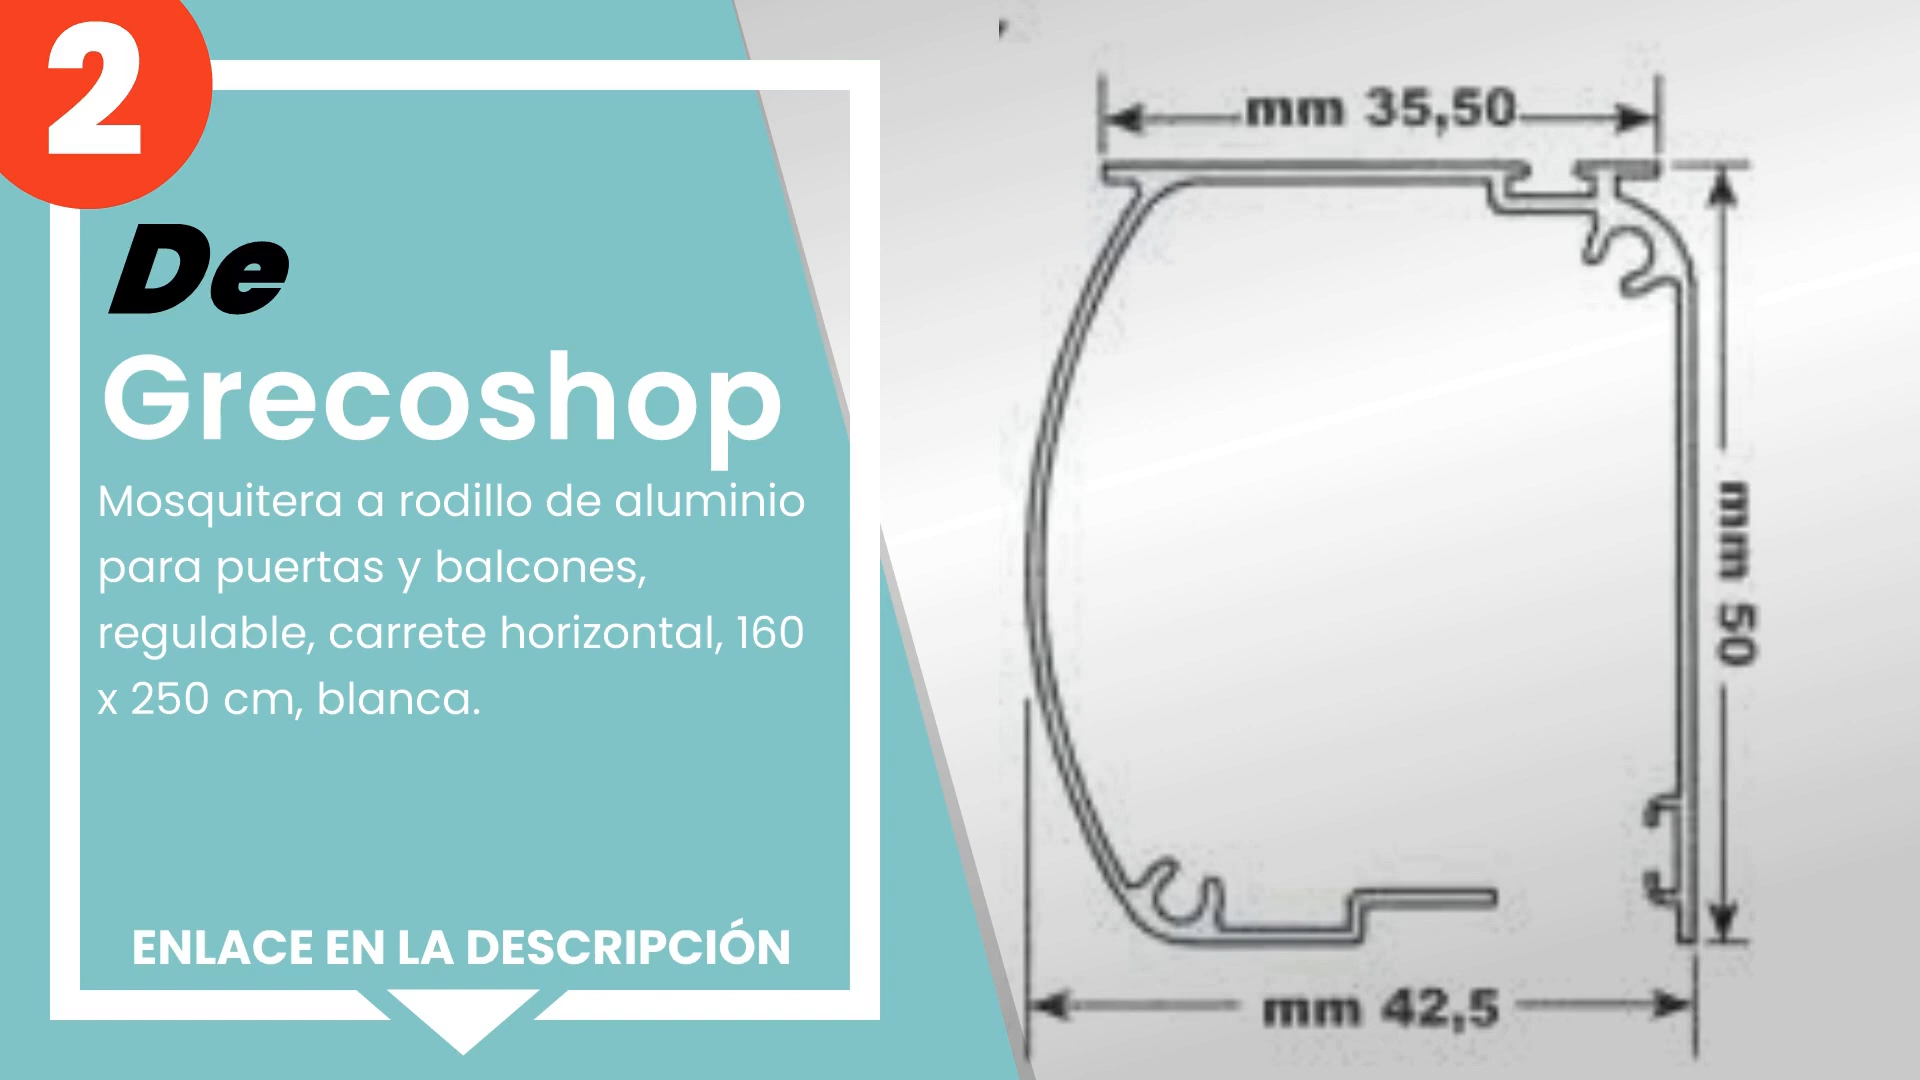 2
De
Grecoshop
Mosquitera a rodillo de aluminio
para puertas y balcones,
regulable, carrete horizontal, 160
x 250 cm, blanca.
ENLACE EN LA DESCRIPCIÓN
mm 35,50
mm 50
mm 42,5